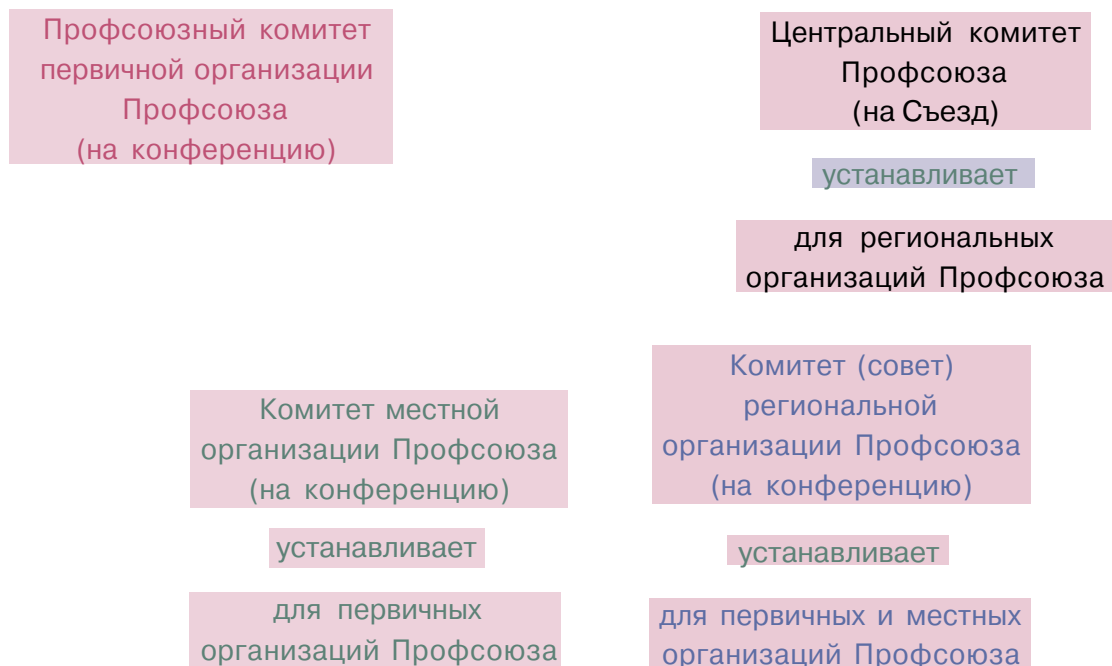 Профсоюзный комитет
первичной организации
Профсоюза
(на конференцию)
Центральный комитет
Профсоюза
(на Съезд)
устанавливает
для региональных
организаций Профсоюза
Комитет местной
организации Профсоюза
(на конференцию)
устанавливает
для первичных
организаций Профсоюза
Комитет (совет)
региональной
организации Профсоюза
(на конференцию)
устанавливает
для первичных и местных
организаций Профсоюза